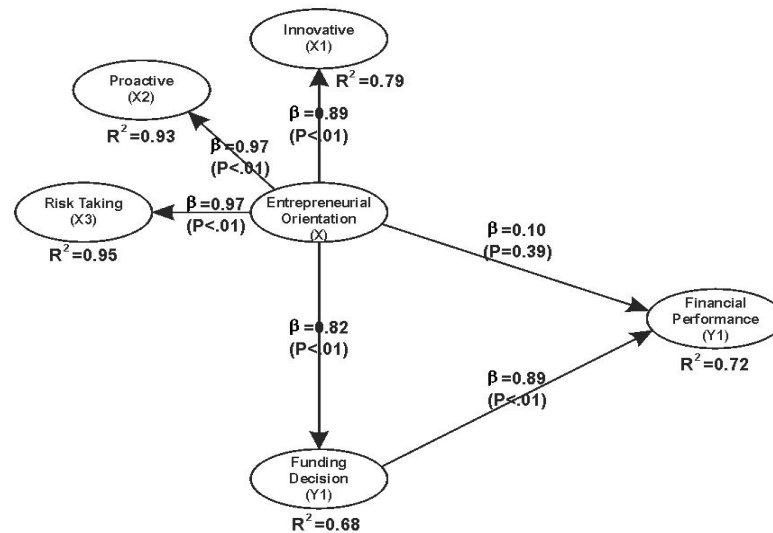 Innovative
(X1)
R²=0.79
Proactive
(X2)
R²=0.93
β=0.89
(P<.01)
β=0.97
(P<.01)
Risk Taking
(X3)
R²=0.95
β=0.97
(P<.01)
Entrepreneurial
Orientation
(X)
β=0.10
(P=0.39)
Financial
Performance
(Y1)
R²=0.72
β=0.82
(P<.01)
β=0.89
(P<.01)
Funding
Decision
(Y1)
R²=0.68